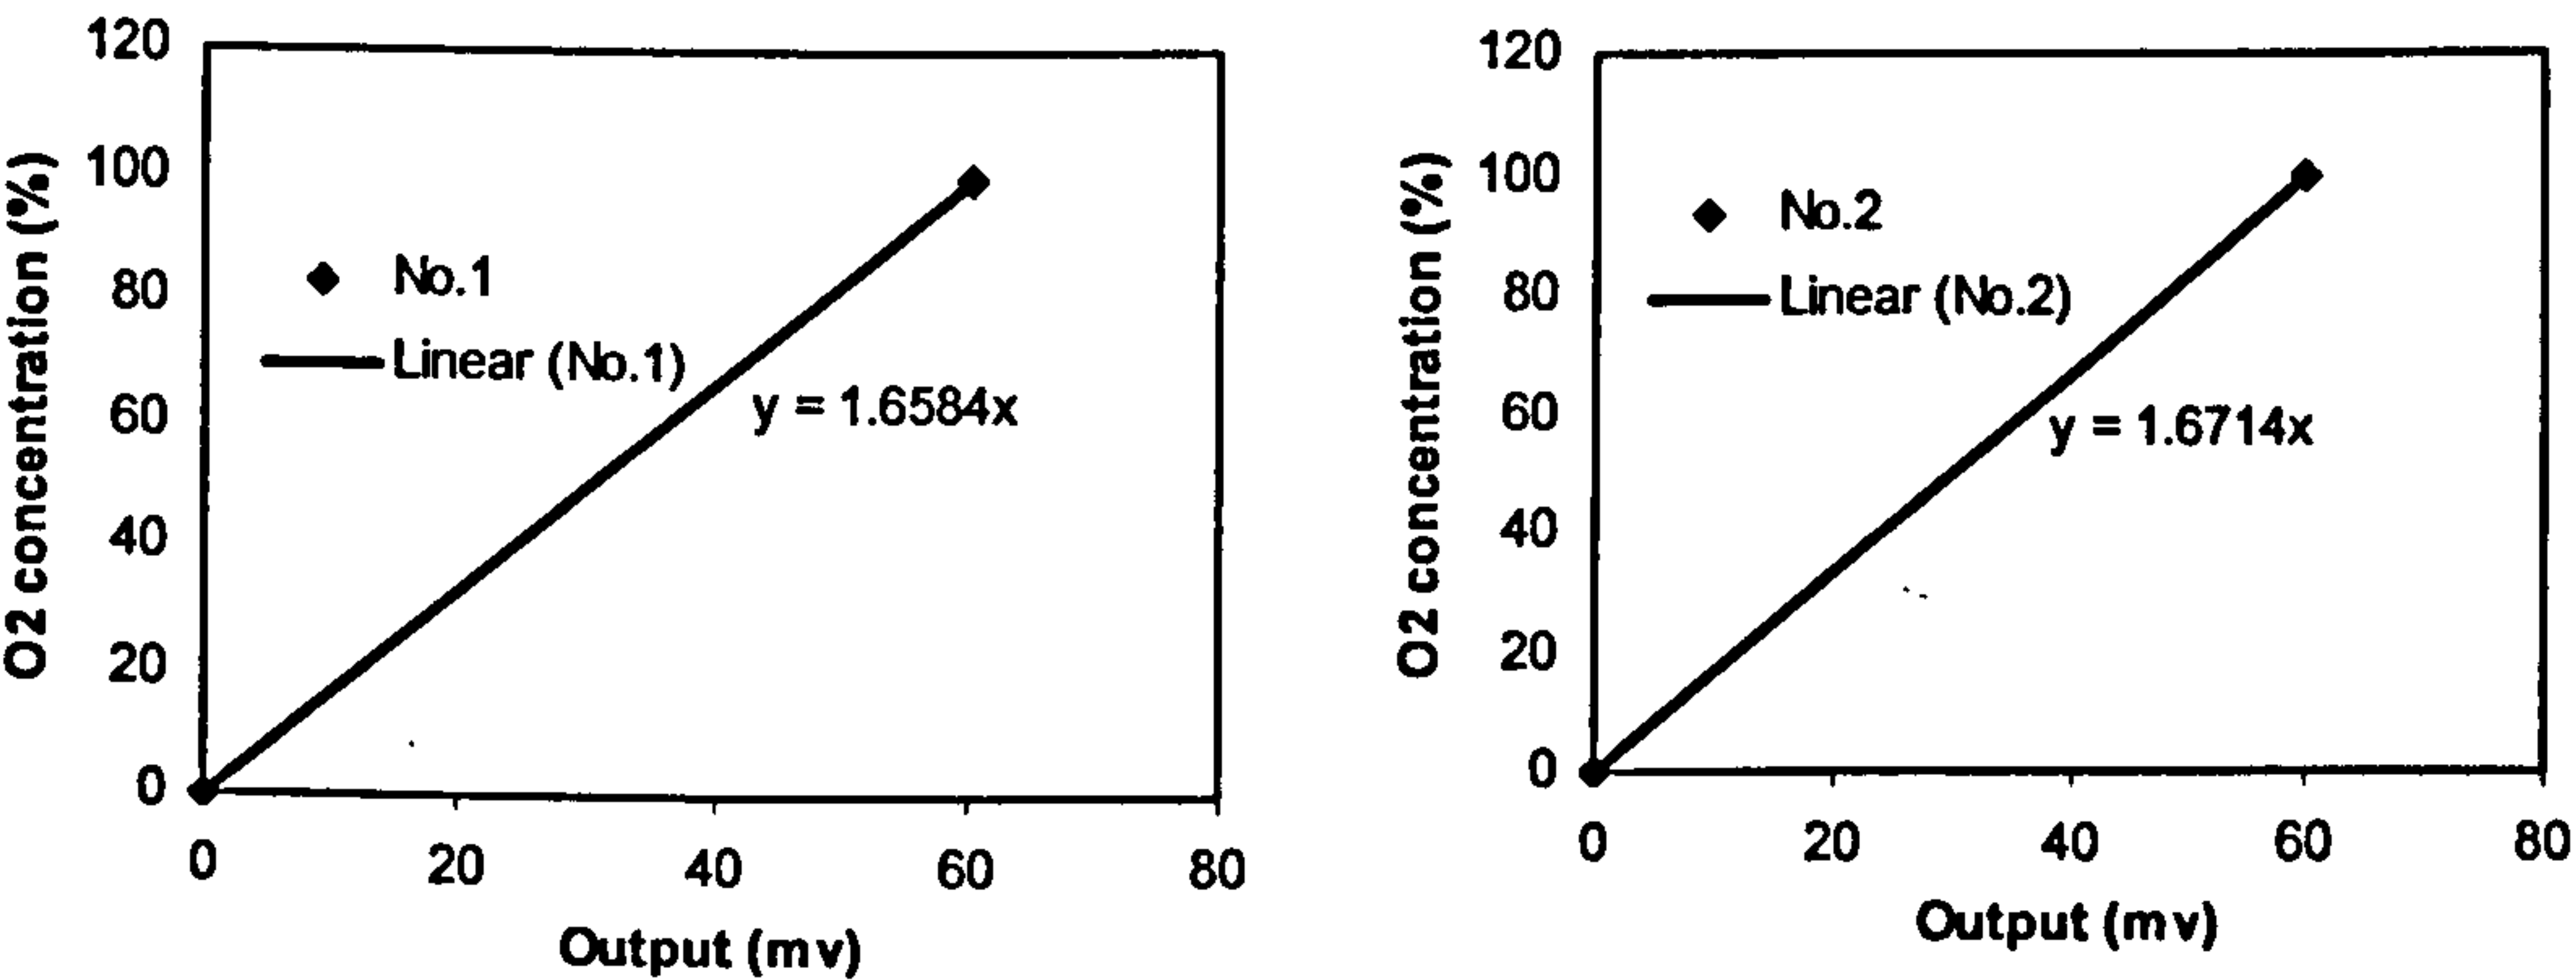 120
100
80
60
40
20
0
O2 concentration (%)
No.1
Linear (No.1)
y = 1.6584x
0 20 40 60 80
Output (mv)
120
100
80
60
40
20
0
O2 concentration (%)
No.2
Linear (No.2)
y = 1.6714x
0 20 40 60 80
Output (mv)